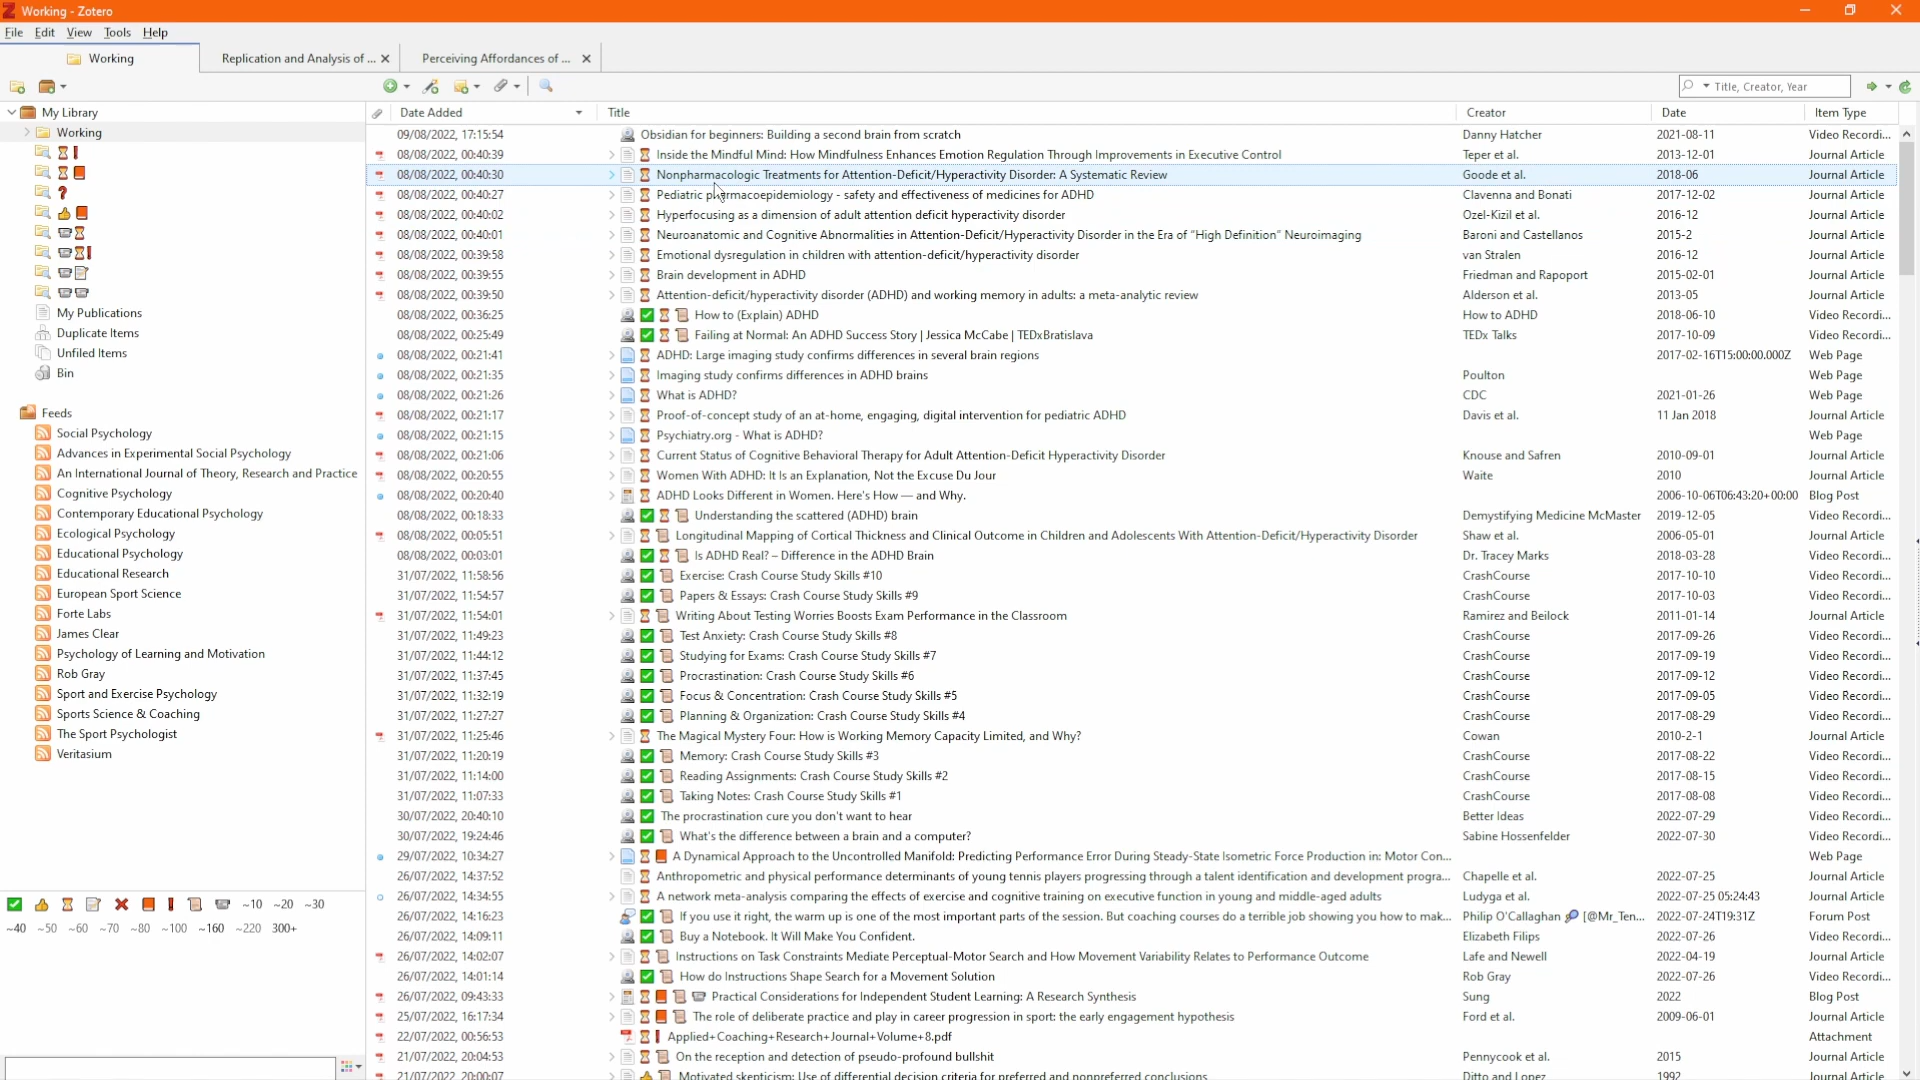 Working - Zotero
File Edit View Tools Help
Working Replication and Analysis of ... Perceiving Affordances of ...
Title, Creator, Year
My Library
Working
My Publications
Duplicate Items
Unfiled Items
Bin
Feeds
Social Psychology
Advances in Experimental Social Psychology
An International Journal of Theory, Research and Practice
Cognitive Psychology
Contemporary Educational Psychology
Ecological Psychology
Educational Psychology
Educational Research
European Sport Science
Forte Labs
James Clear
Psychology of Learning and Motivation
Rob Gray
Sport and Exercise Psychology
Sports Science & Coaching
The Sport Psychologist
Veritasium
~10 ~20 ~30
~40 ~50 ~60 ~70 ~80 ~100 ~160 ~220 300+
Date Added Title Creator Date Item Type
09/08/2022, 17:15:54 Obsidian for beginners: Building a second brain from scratch Danny Hatcher 2021-08-11 Video Recordi...
08/08/2022, 00:40:39 Inside the Mindful Mind: How Mindfulness Enhances Emotion Regulation Through Improvements in Executive Control Teper et al. 2013-12-01 Journal Article
08/08/2022, 00:40:30 Nonpharmacologic Treatments for Attention-Deficit/Hyperactivity Disorder: A Systematic Review Goode et al. 2018-06 Journal Article
08/08/2022, 00:40:27 Pediatric pharmacoepidemiology - safety and effectiveness of medicines for ADHD Clavenna and Bonati 2017-12-02 Journal Article
08/08/2022, 00:40:02 Hyperfocusing as a dimension of adult attention deficit hyperactivity disorder Ozel-Kizil et al. 2016-12 Journal Article
08/08/2022, 00:40:01 Neuroanatomic and Cognitive Abnormalities in Attention-Deficit/Hyperactivity Disorder in the Era of “High Definition” Neuroimaging Baroni and Castellanos 2015-2 Journal Article
08/08/2022, 00:39:58 Emotional dysregulation in children with attention-deficit/hyperactivity disorder van Stralen 2016-12 Journal Article
08/08/2022, 00:39:55 Brain development in ADHD Friedman and Rapoport 2015-02-01 Journal Article
08/08/2022, 00:39:50 Attention-deficit/hyperactivity disorder (ADHD) and working memory in adults: a meta-analytic review Alderson et al. 2013-05 Journal Article
08/08/2022, 00:36:25 How to (Explain) ADHD How to ADHD 2018-06-10 Video Recordi...
08/08/2022, 00:25:49 Failing at Normal: An ADHD Success Story | Jessica McCabe | TEDxBratislava TEDx Talks 2017-10-09 Video Recordi...
08/08/2022, 00:21:41 ADHD: Large imaging study confirms differences in several brain regions 2017-02-16T15:00:00.000Z Web Page
08/08/2022, 00:21:35 Imaging study confirms differences in ADHD brains Poulton Web Page
08/08/2022, 00:21:26 What is ADHD? CDC 2021-01-26 Web Page
08/08/2022, 00:21:17 Proof-of-concept study of an at-home, engaging, digital intervention for pediatric ADHD Davis et al. 11 Jan 2018 Journal Article
08/08/2022, 00:21:15 Psychiatry.org - What is ADHD? Web Page
08/08/2022, 00:21:06 Current Status of Cognitive Behavioral Therapy for Adult Attention-Deficit Hyperactivity Disorder Knouse and Safren 2010-09-01 Journal Article
08/08/2022, 00:20:55 Women With ADHD: It Is an Explanation, Not the Excuse Du Jour Waite 2010 Journal Article
08/08/2022, 00:20:40 ADHD Looks Different in Women. Here's How — and Why. 2006-10-06T06:43:20+00:00 Blog Post
08/08/2022, 00:18:33 Understanding the scattered (ADHD) brain Demystifying Medicine McMaster 2019-12-05 Video Recordi...
08/08/2022, 00:05:51 Longitudinal Mapping of Cortical Thickness and Clinical Outcome in Children and Adolescents With Attention-Deficit/Hyperactivity Disorder Shaw et al. 2006-05-01 Journal Article
08/08/2022, 00:03:01 Is ADHD Real? – Difference in the ADHD Brain Dr. Tracey Marks 2018-03-28 Video Recordi...
31/07/2022, 11:58:56 Exercise: Crash Course Study Skills #10 CrashCourse 2017-10-10 Video Recordi...
31/07/2022, 11:54:57 Papers & Essays: Crash Course Study Skills #9 CrashCourse 2017-10-03 Video Recordi...
31/07/2022, 11:54:01 Writing About Testing Worries Boosts Exam Performance in the Classroom Ramirez and Beilock 2011-01-14 Journal Article
31/07/2022, 11:49:23 Test Anxiety: Crash Course Study Skills #8 CrashCourse 2017-09-26 Video Recordi...
31/07/2022, 11:44:12 Studying for Exams: Crash Course Study Skills #7 CrashCourse 2017-09-19 Video Recordi...
31/07/2022, 11:37:45 Procrastination: Crash Course Study Skills #6 CrashCourse 2017-09-12 Video Recordi...
31/07/2022, 11:32:19 Focus & Concentration: Crash Course Study Skills #5 CrashCourse 2017-09-05 Video Recordi...
31/07/2022, 11:27:27 Planning & Organization: Crash Course Study Skills #4 CrashCourse 2017-08-29 Video Recordi...
31/07/2022, 11:25:46 The Magical Mystery Four: How is Working Memory Capacity Limited, and Why? Cowan 2010-2-1 Journal Article
31/07/2022, 11:20:19 Memory: Crash Course Study Skills #3 CrashCourse 2017-08-22 Video Recordi...
31/07/2022, 11:14:00 Reading Assignments: Crash Course Study Skills #2 CrashCourse 2017-08-15 Video Recordi...
31/07/2022, 11:07:33 Taking Notes: Crash Course Study Skills #1 CrashCourse 2017-08-08 Video Recordi...
30/07/2022, 20:40:10 The procrastination cure you don't want to hear Better Ideas 2022-07-29 Video Recordi...
30/07/2022, 19:24:46 What's the difference between a brain and a computer? Sabine Hossenfelder 2022-07-30 Video Recordi...
29/07/2022, 10:34:27 A Dynamical Approach to the Uncontrolled Manifold: Predicting Performance Error During Steady-State Isometric Force Production in: Motor Con... Web Page
26/07/2022, 14:37:52 Anthropometric and physical performance determinants of young tennis players progressing through a talent identification and development progra... Chapelle et al. 2022-07-25 Journal Article
26/07/2022, 14:34:55 A network meta-analysis comparing the effects of exercise and cognitive training on executive function in young and middle-aged adults Ludyga et al. 2022-07-25 05:24:43 Journal Article
26/07/2022, 14:16:23 If you use it right, the warm up is one of the most important parts of the session. But coaching courses do a terrible job showing you how to mak... Philip O'Callaghan [@Mr_Ten... 2022-07-24T19:31Z Forum Post
26/07/2022, 14:09:11 Buy a Notebook. It Will Make You Confident. Elizabeth Filips 2022-07-26 Video Recordi...
26/07/2022, 14:02:07 Instructions on Task Constraints Mediate Perceptual-Motor Search and How Movement Variability Relates to Performance Outcome Lafe and Newell 2022-04-19 Journal Article
26/07/2022, 14:01:14 How do Instructions Shape Search for a Movement Solution Rob Gray 2022-07-26 Video Recordi...
26/07/2022, 09:43:33 Practical Considerations for Independent Student Learning: A Research Synthesis Sung 2022 Blog Post
25/07/2022, 16:17:34 The role of deliberate practice and play in career progression in sport: the early engagement hypothesis Ford et al. 2009-06-01 Journal Article
22/07/2022, 00:56:53 Applied+Coaching+Research+Journal+Volume+8.pdf Attachment
21/07/2022, 20:04:53 On the reception and detection of pseudo-profound bullshit Pennycook et al. 2015 Journal Article
21/07/2022, 20:00:07 Motivated skepticism: Use of differential decision criteria for preferred and nonpreferred conclusions Ditto and Lopez 1992 Journal Article